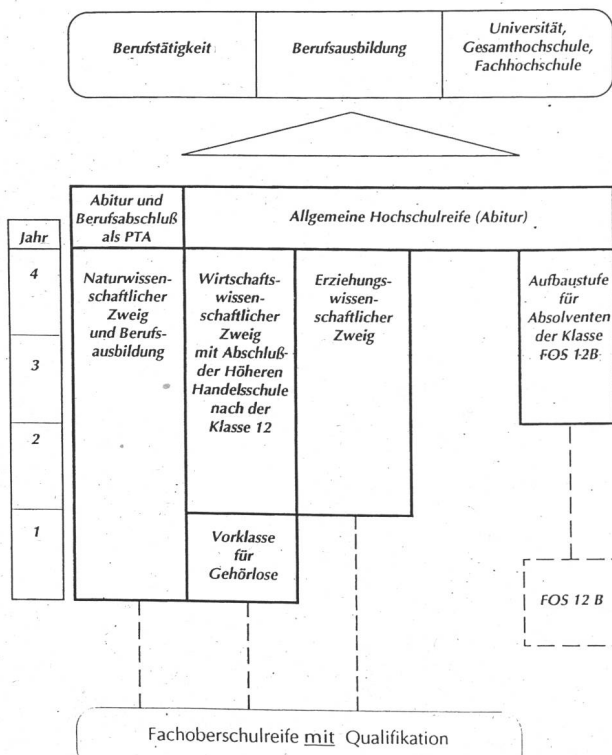 Berufstätigkeit
Berufsausbildung
Universität,
Gesamthochschule,
Fachhochschule
Abitur und
Berufsabschluß
als PTA
Allgemeine Hochschulreife (Abitur)
Jahr
4
3
2
1
Naturwissen-
schaftlicher
Zweig
und Berufs-
ausbildung
Wirtschafts-
wissen-
schaftlicher
Zweig
mit Abschluß
der Höheren
Handelsschule
nach der
Klasse 12
Erziehungs-
wissen-
schaftlicher
Zweig
Aufbaustufe
für
Absolventen
der Klasse
FOS 12B
Vorklasse
für
Gehörlose
FOS 12 B
Fachoberschulreife mit Qualifikation